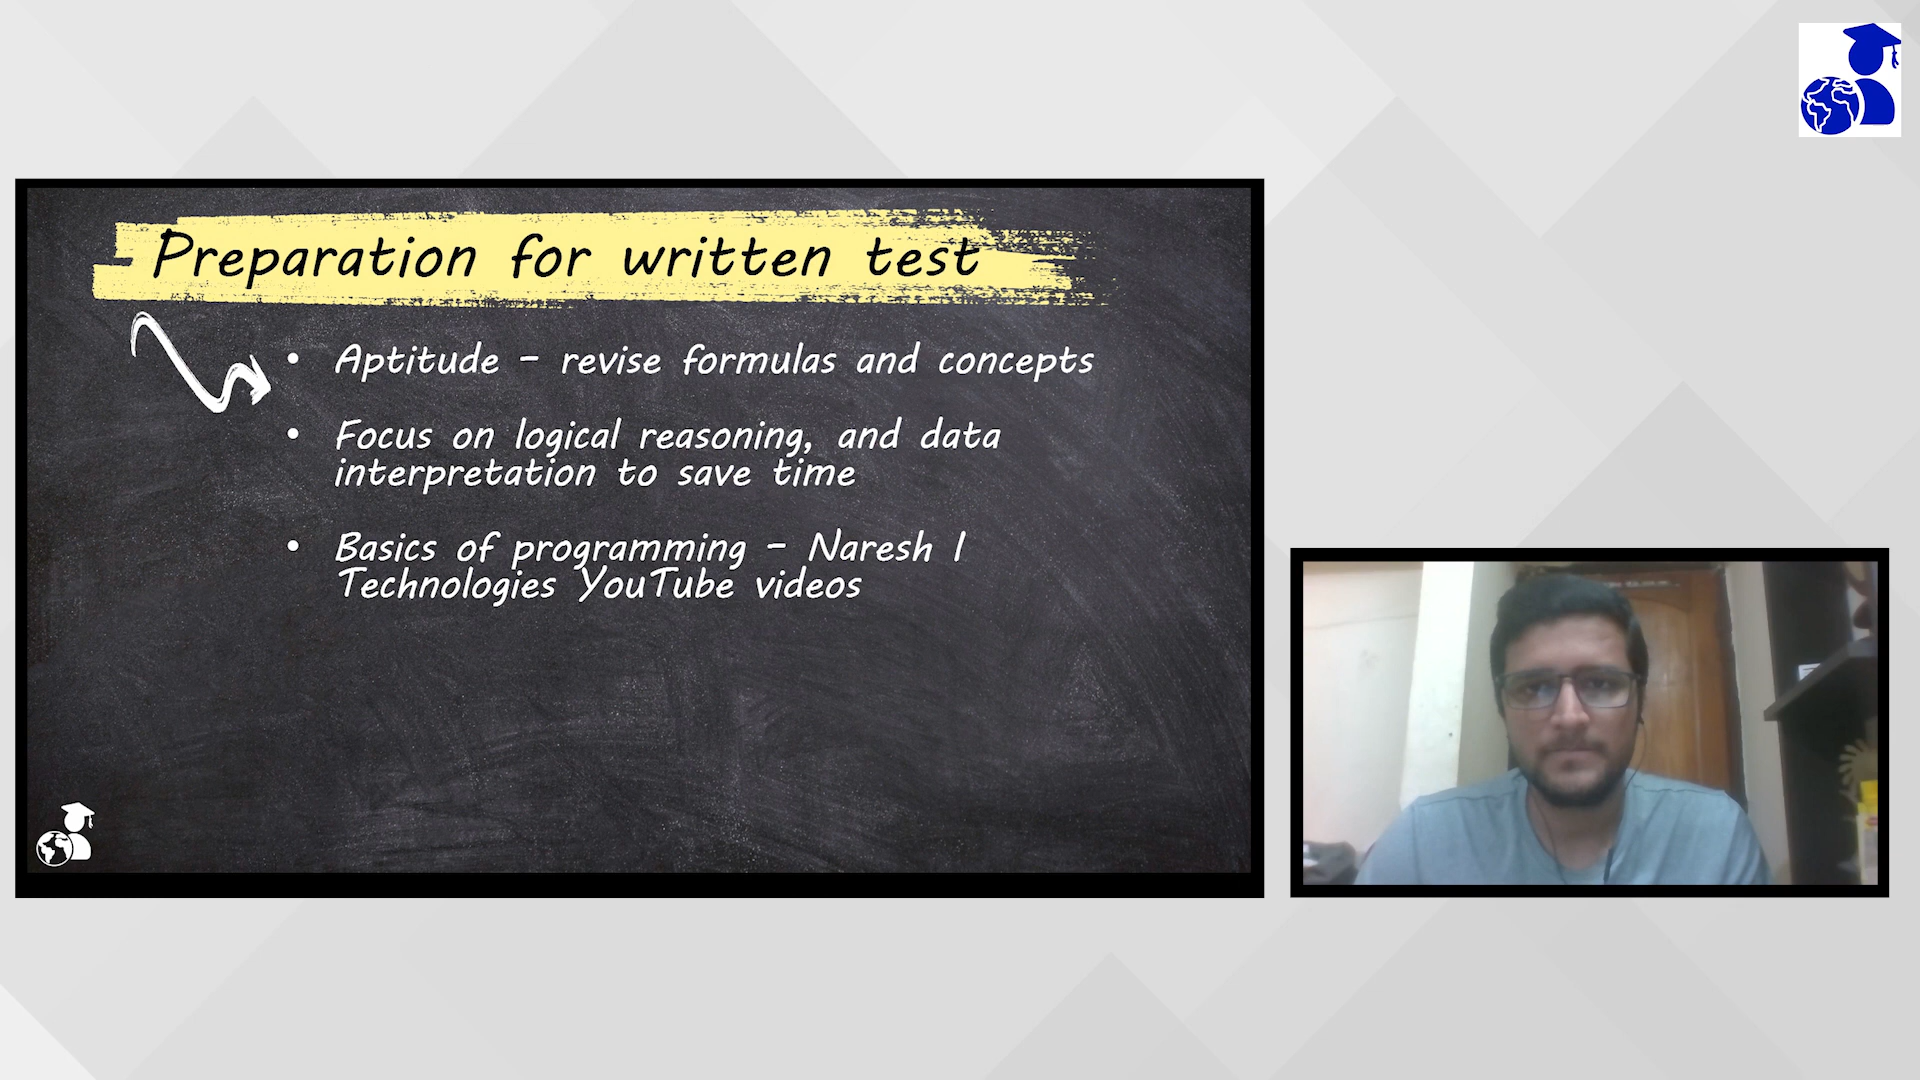 Preparation for written test
• Aptitude – revise formulas and concepts
• Focus on logical reasoning, and data
interpretation to save time
• Basics of programming – Naresh I
Technologies YouTube videos